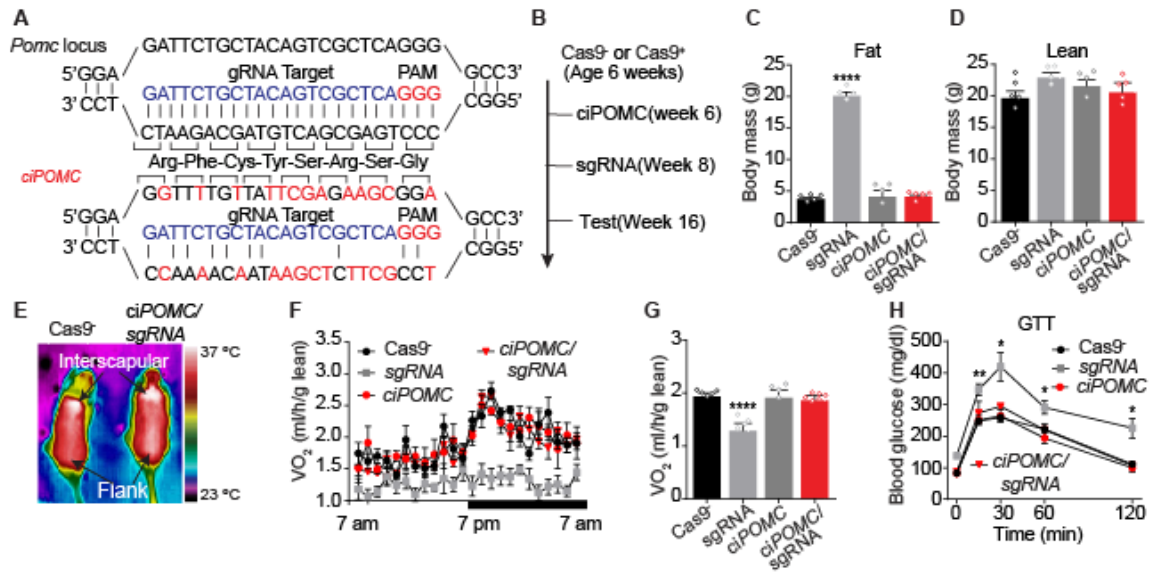 A
Pomc locus
GATTCTGCTACAGTCGCTCAGGG
5'GGA
gRNA Target
PAM
GCC3'
GATTCTGCTACAGTCGCTCAGGG
3'CCT
CGG5'
CTAAGACGATGTCAGCGAGTCCC
Arg-Phe-Cys-Tyr-Ser-Arg-Ser-Gly
ciPOMC
GGTTTTGTTATTCGAGAAGCGGA
5'GGA
gRNA Target
PAM
GCC3'
GATTCTGCTACAGTCGCTCAGGG
3'CCT
CGG5'
CCAAAACAATAAGCTCTTCGCCT
B
Cas9- or Cas9+
(Age 6 weeks)
ciPOMC(week 6)
sgRNA(Week 8)
Test(Week 16)
C
Fat
Body mass (g)
25
20
15
10
5
0
****
Cas9-
sgRNA
ciPOMC
ciPOMC/
sgRNA
D
Lean
Body mass (g)
25
20
15
10
5
0
Cas9-
sgRNA
ciPOMC
ciPOMC/
sgRNA
E
Cas9-
ciPOMC/
sgRNA
Interscapular
Flank
37 ºC
23 ºC
F
VO2 (ml/h/g lean)
3.5
3.0
2.5
2.0
1.5
1.0
Cas9-
sgRNA
ciPOMC
ciPOMC/
sgRNA
7 am
7 pm
7 am
G
VO2 (ml/h/g lean)
3
2
1
0
****
Cas9-
sgRNA
ciPOMC
ciPOMC/
sgRNA
H
GTT
Blood glucose (mg/dl)
500
400
300
200
100
0
**
*
*
*
Cas9-
sgRNA
ciPOMC
ciPOMC/
sgRNA
0
30
60
120
Time (min)